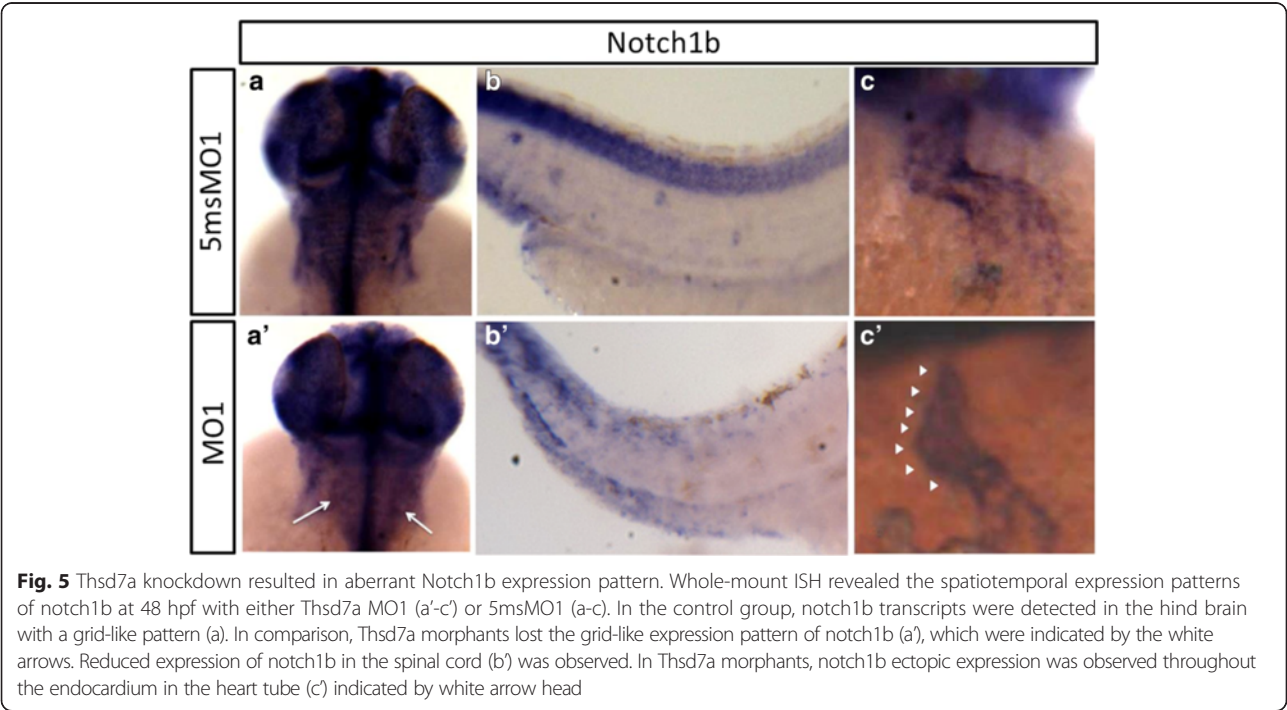 Notch1b
5msMO1
a
b
c
MO1
a’
b’
c’
Fig. 5 Thsd7a knockdown resulted in aberrant Notch1b expression pattern. Whole-mount ISH revealed the spatiotemporal expression patterns
of notch1b at 48 hpf with either Thsd7a MO1 (a’-c’) or 5msMO1 (a-c). In the control group, notch1b transcripts were detected in the hind brain
with a grid-like pattern (a). In comparison, Thsd7a morphants lost the grid-like expression pattern of notch1b (a’), which were indicated by the white
arrows. Reduced expression of notch1b in the spinal cord (b’) was observed. In Thsd7a morphants, notch1b ectopic expression was observed throughout
the endocardium in the heart tube (c’) indicated by white arrow head